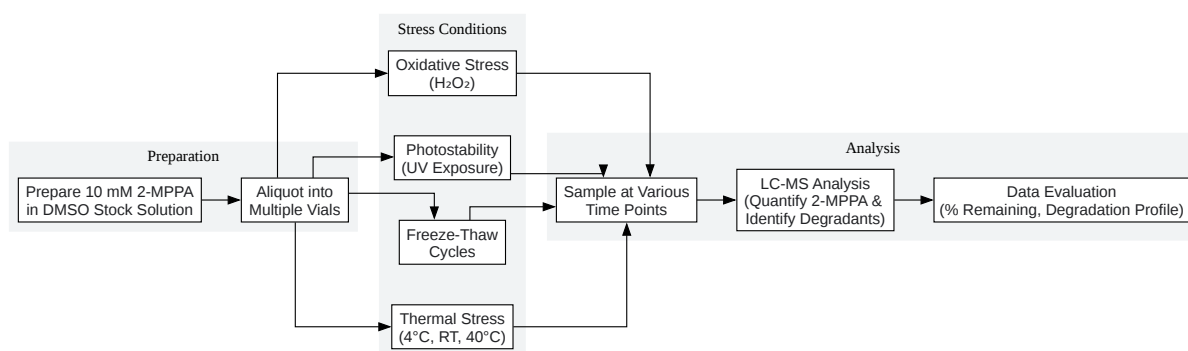 Stress Conditions
Oxidative Stress
(H₂O₂)
Preparation
Photostability
(UV Exposure)
Analysis
Prepare 10 mM 2-MPPA
in DMSO Stock Solution
Aliquot into
Multiple Vials
Sample at Various
Time Points
LC-MS Analysis
(Quantify 2-MPPA &
Identify Degradants)
Data Evaluation
(% Remaining, Degradation Profile)
Freeze-Thaw
Cycles
Thermal Stress
(4°C, RT, 40°C)